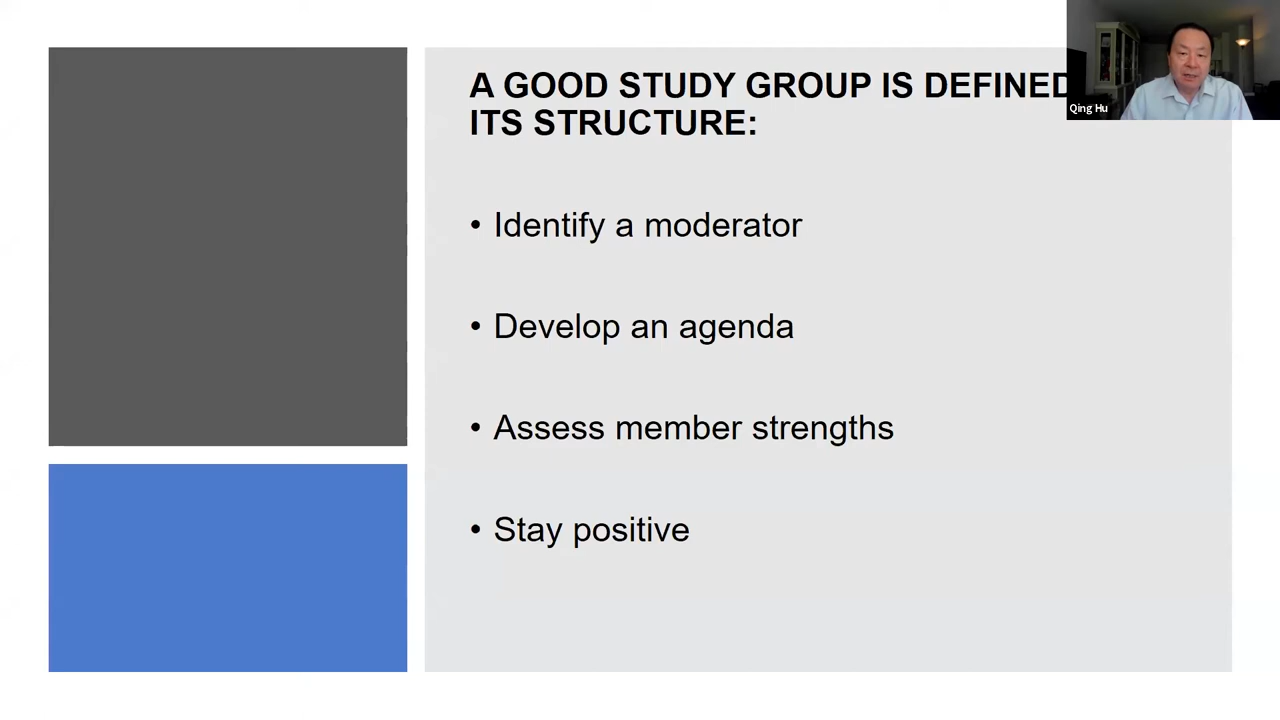 A GOOD STUDY GROUP IS DEFINED
ITS STRUCTURE:
Qing Hu
• Identify a moderator
• Develop an agenda
• Assess member strengths
• Stay positive